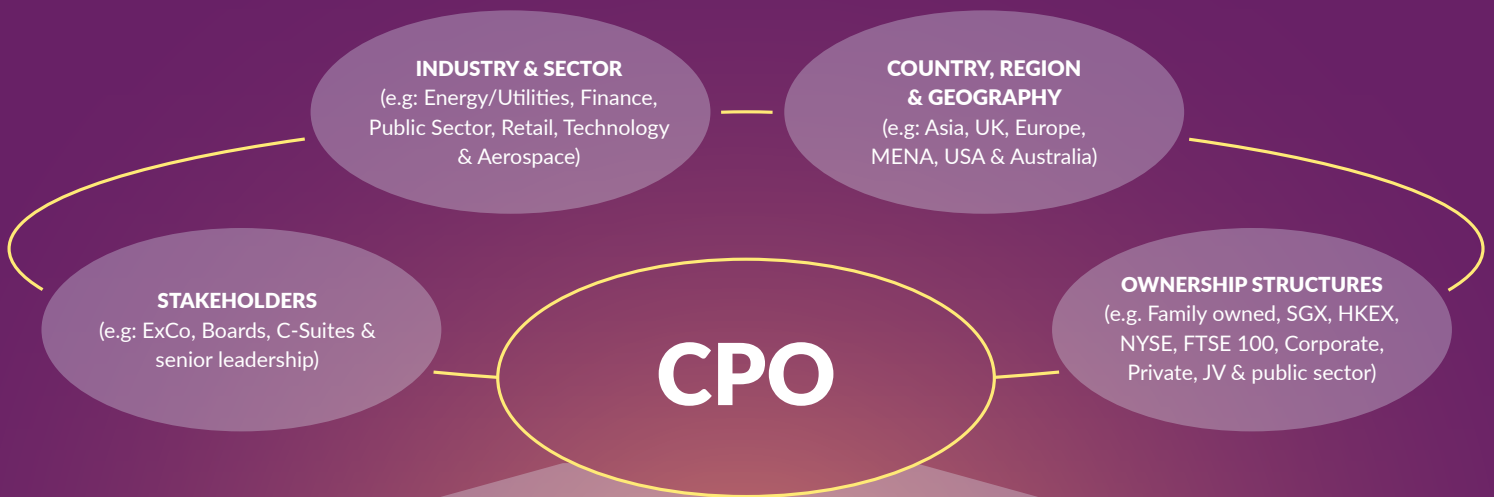 INDUSTRY & SECTOR
(e.g: Energy/Utilities, Finance,
Public Sector, Retail, Technology
& Aerospace)
COUNTRY, REGION
& GEOGRAPHY
(e.g: Asia, UK, Europe,
MENA, USA & Australia)
STAKEHOLDERS
(e.g: ExCo, Boards, C-Suites &
senior leadership)
CPO
OWNERSHIP STRUCTURES
(e.g. Family owned, SGX, HKEX,
NYSE, FTSE 100, Corporate,
Private, JV & public sector)